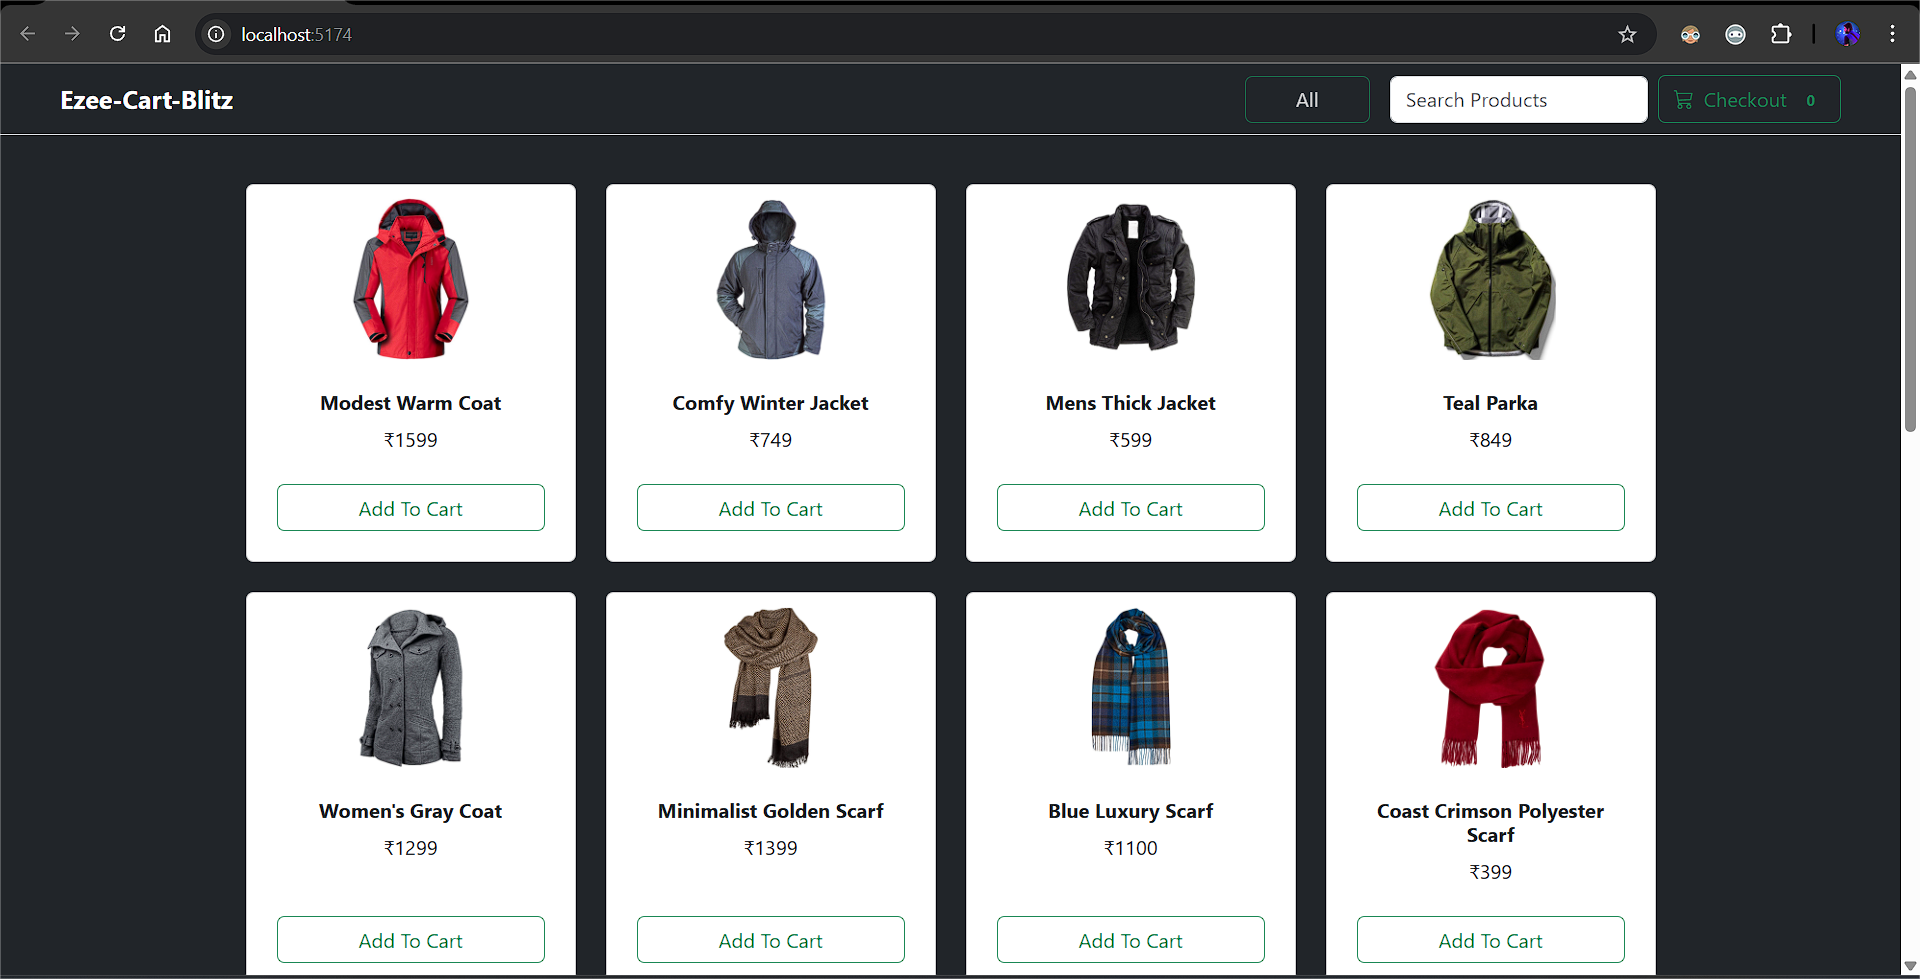 localhost:5174
Ezee-Cart-Blitz
All
Search Products
Checkout 0
Modest Warm Coat
₹1599
Add To Cart
Comfy Winter Jacket
₹749
Add To Cart
Mens Thick Jacket
₹599
Add To Cart
Teal Parka
₹849
Add To Cart
Women's Gray Coat
₹1299
Add To Cart
Minimalist Golden Scarf
₹1399
Add To Cart
Blue Luxury Scarf
₹1100
Add To Cart
Coast Crimson Polyester
Scarf
₹399
Add To Cart